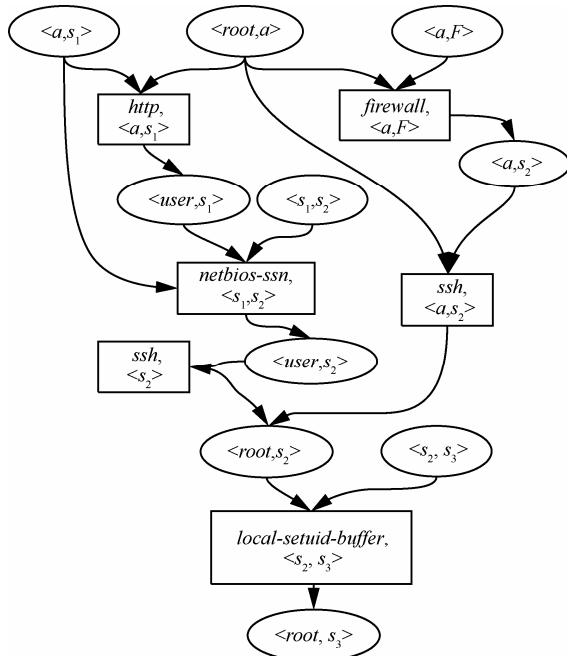 <a,s₁>
<root,a>
<a,F>
http,
<a,s₁>
firewall,
<a,F>
<a,s₂>
<user,s₁>
<s₁,s₂>
netbios-ssn,
<s₁,s₂>
ssh,
<a,s₂>
ssh,
<s₂>
<user,s₂>
<root,s₂>
<s₂, s₃>
local-setuid-buffer,
<s₂, s₃>
<root, s₃>